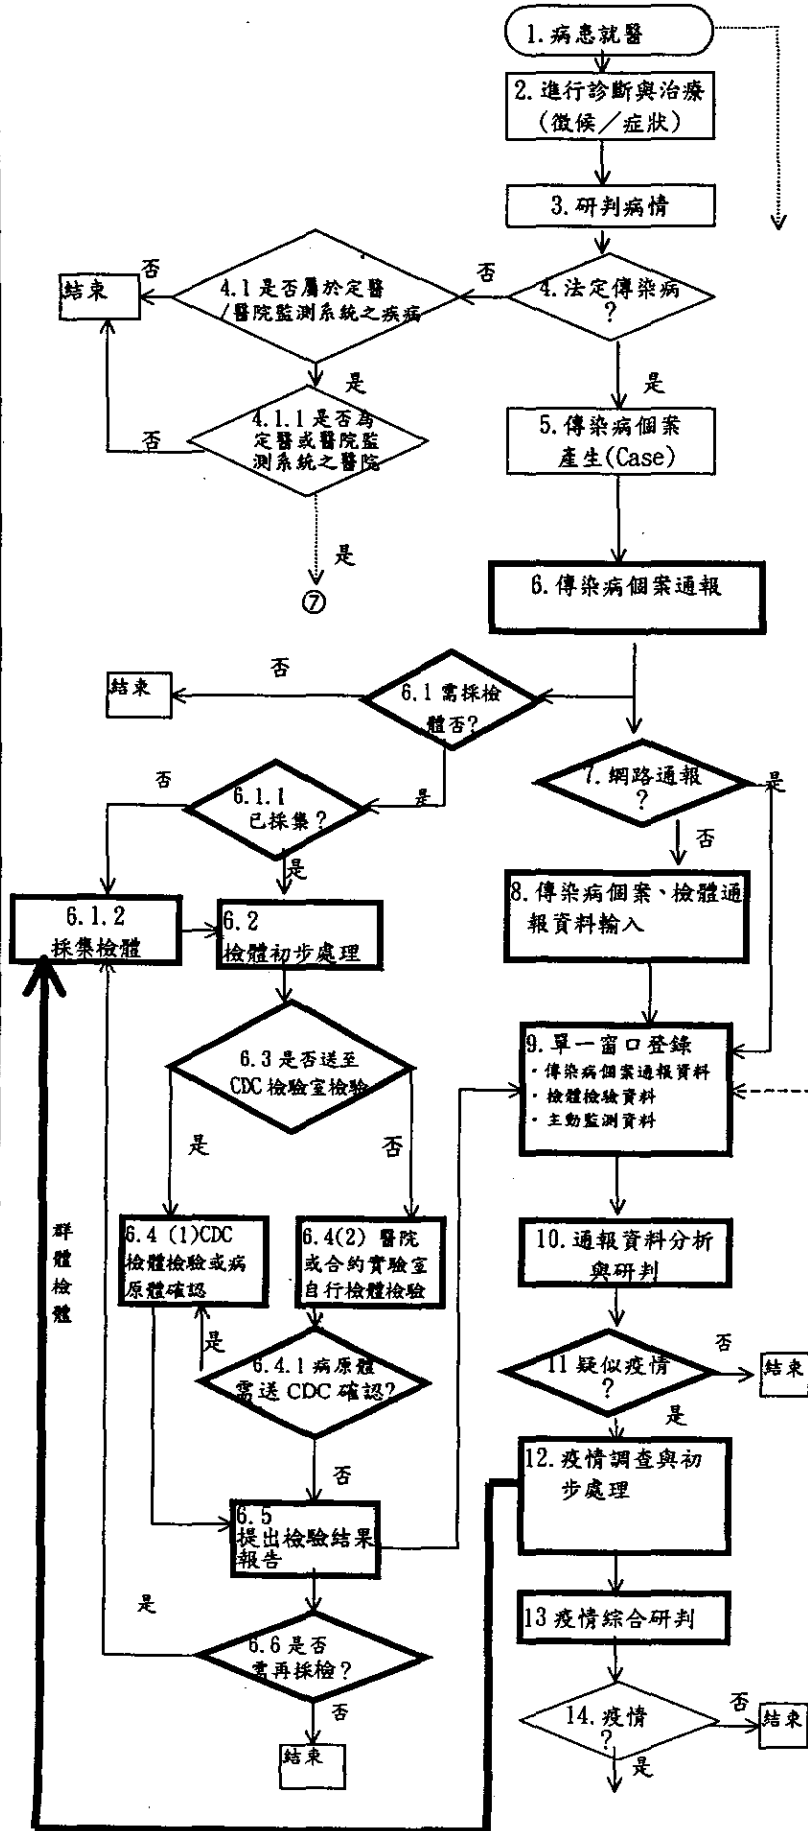 1.病患就醫
2.進行診斷與治療
(徵候／症狀)
3.研判病情
4.法定傳染病
?
否
4.1是否屬於定醫
/醫院監測系統之疾病
否
結束
是
4.1.1是否為
定醫或醫院監
測系統之醫院
否
是
⑦
是
5.傳染病個案
產生(Case)
6.傳染病個案通報
6.1需採檢
體否?
否
結束
是
6.1.1
已採集?
否
是
6.1.2
採集檢體
6.2
檢體初步處理
6.3是否送至
CDC檢驗室檢驗
是
否
6.4 (1)CDC
檢體檢驗或病
原體確認
6.4(2) 醫院
或合約實驗室
自行檢體檢驗
是
6.4.1病原體
需送CDC確認?
否
6.5
提出檢驗結果
報告
是
6.6是否
需再採檢?
否
結束
群體檢體
7.網路通報
?
是
否
8.傳染病個案、檢體通
報資料輸入
9.單一窗口登錄
·傳染病個案通報資料
·檢體檢驗資料
·主動監測資料
10.通報資料分析
與研判
11疑似疫情
?
否
結束
是
12.疫情調查與初
步處理
13疫情綜合研判
14.疫情
?
否
結束
是